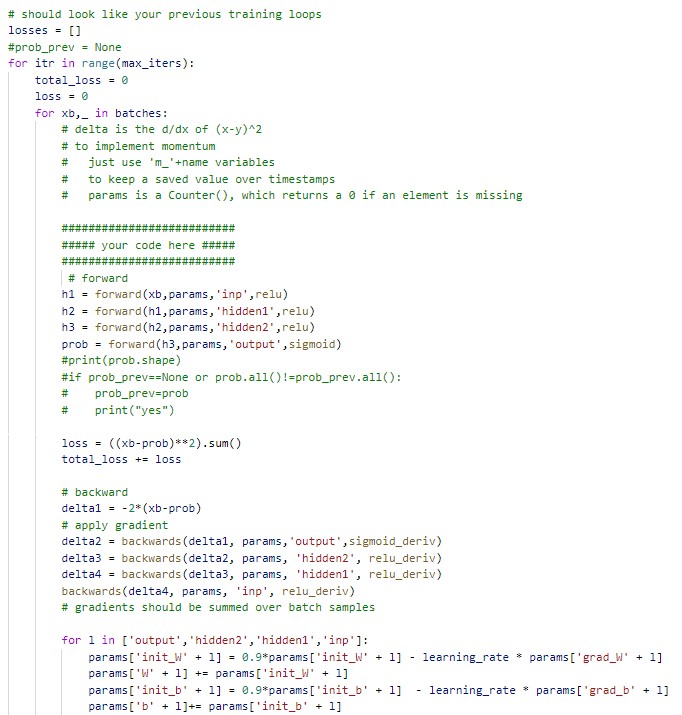 # should look like your previous training loops
losses = []
#prob_prev = None
for itr in range(max_iters):
    total_loss = 0
    loss = 0
    for xb,_ in batches:
        # delta is the d/dx of (x-y)^2
        # to implement momentum
        #   just use 'm_'+name variables
        #   to keep a saved value over timestamps
        #   params is a Counter(), which returns a 0 if an element is missing
        ##########################
        ##### your code here #####
        ##########################
         # forward
        h1 = forward(xb,params,'inp',relu)
        h2 = forward(h1,params,'hidden1',relu)
        h3 = forward(h2,params,'hidden2',relu)
        prob = forward(h3,params,'output',sigmoid)
        #print(prob.shape)
        #if prob_prev==None or prob.all()!=prob_prev.all():
        #    prob_prev=prob
        #    print("yes")
        loss = ((xb-prob)**2).sum()
        total_loss += loss
        # backward
        delta1 = -2*(xb-prob)
        # apply gradient
        delta2 = backwards(delta1, params,'output',sigmoid_deriv)
        delta3 = backwards(delta2, params, 'hidden2', relu_deriv)
        delta4 = backwards(delta3, params, 'hidden1', relu_deriv)
        backwards(delta4, params, 'inp', relu_deriv)
        # gradients should be summed over batch samples
        for l in ['output','hidden2','hidden1','inp']:
            params['init_W' + l] = 0.9*params['init_W' + l] - learning_rate * params['grad_W' + l]
            params['W' + l] += params['init_W' + l]
            params['init_b' + l] = 0.9*params['init_b' + l]  - learning_rate * params['grad_b' + l]
            params['b' + l]+= params['init_b' + l]